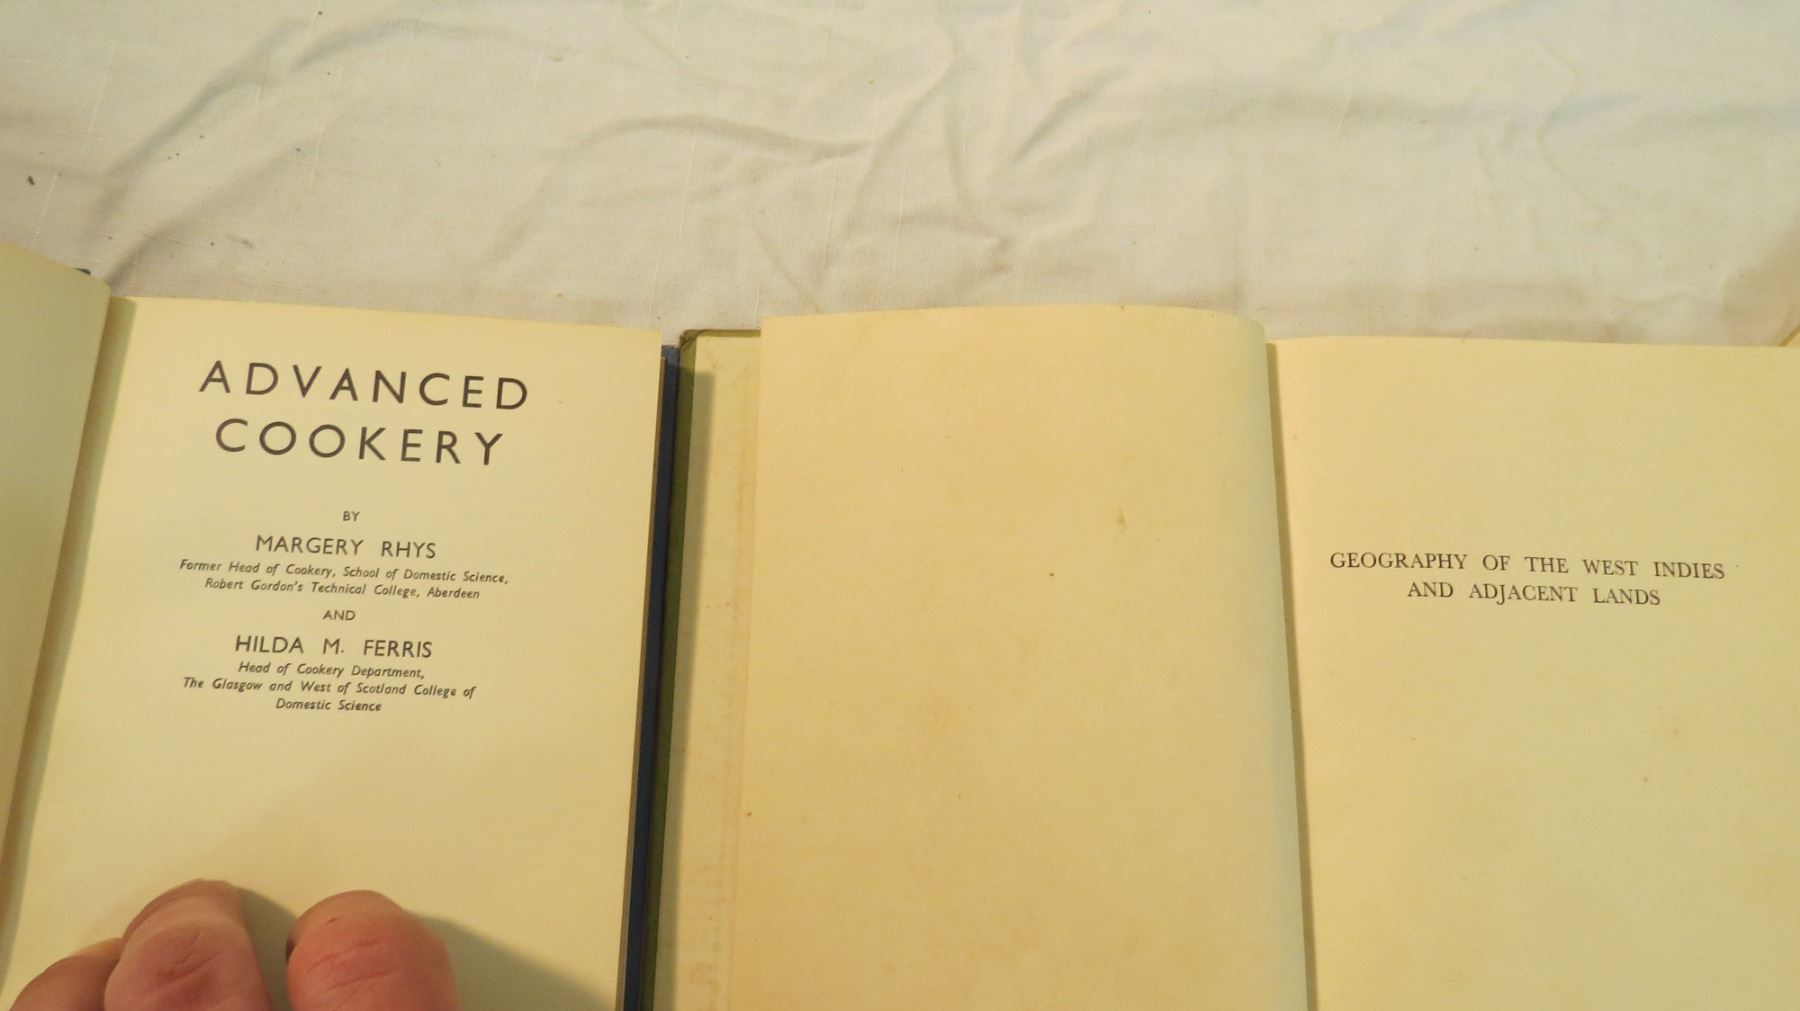 ADVANCED
COOKERY
BY
MARGERY RHYS
Former Head of Cookery, School of Domestic Science,
Robert Gordon's Technical College, Aberdeen
AND
HILDA M. FERRIS
Head of Cookery Department,
The Glasgow and West of Scotland College of
Domestic Science
GEOGRAPHY OF THE WEST INDIES
AND ADJACENT LANDS